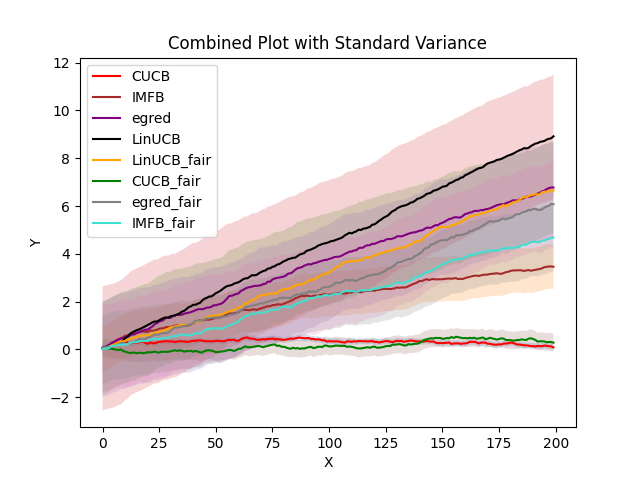 Combined Plot with Standard Variance
12
10
8
6
4
2
0
−2
Y
CUCB
IMFB
egred
LinUCB
LinUCB_fair
CUCB_fair
egred_fair
IMFB_fair
0 25 50 75 100 125 150 175 200
X